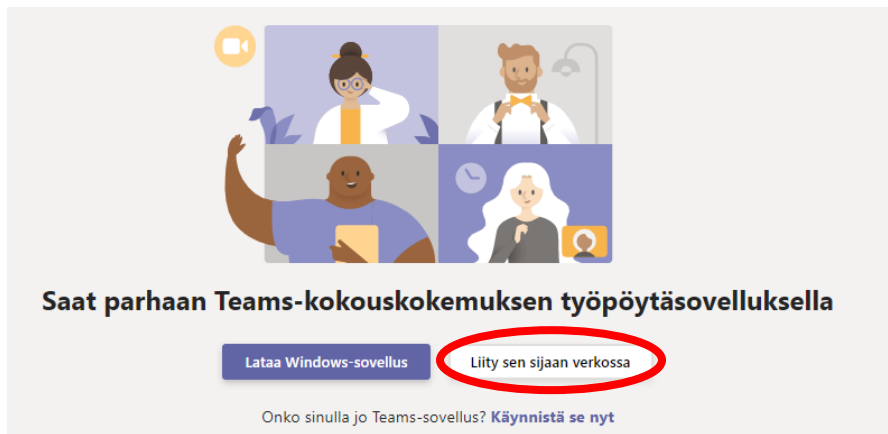 Saat parhaan Teams-kokouskokemuksen työpöytäsovelluksella
Lataa Windows-sovellus
Liity sen sijaan verkossa
Onko sinulla jo Teams-sovellus? Käynnistä se nyt